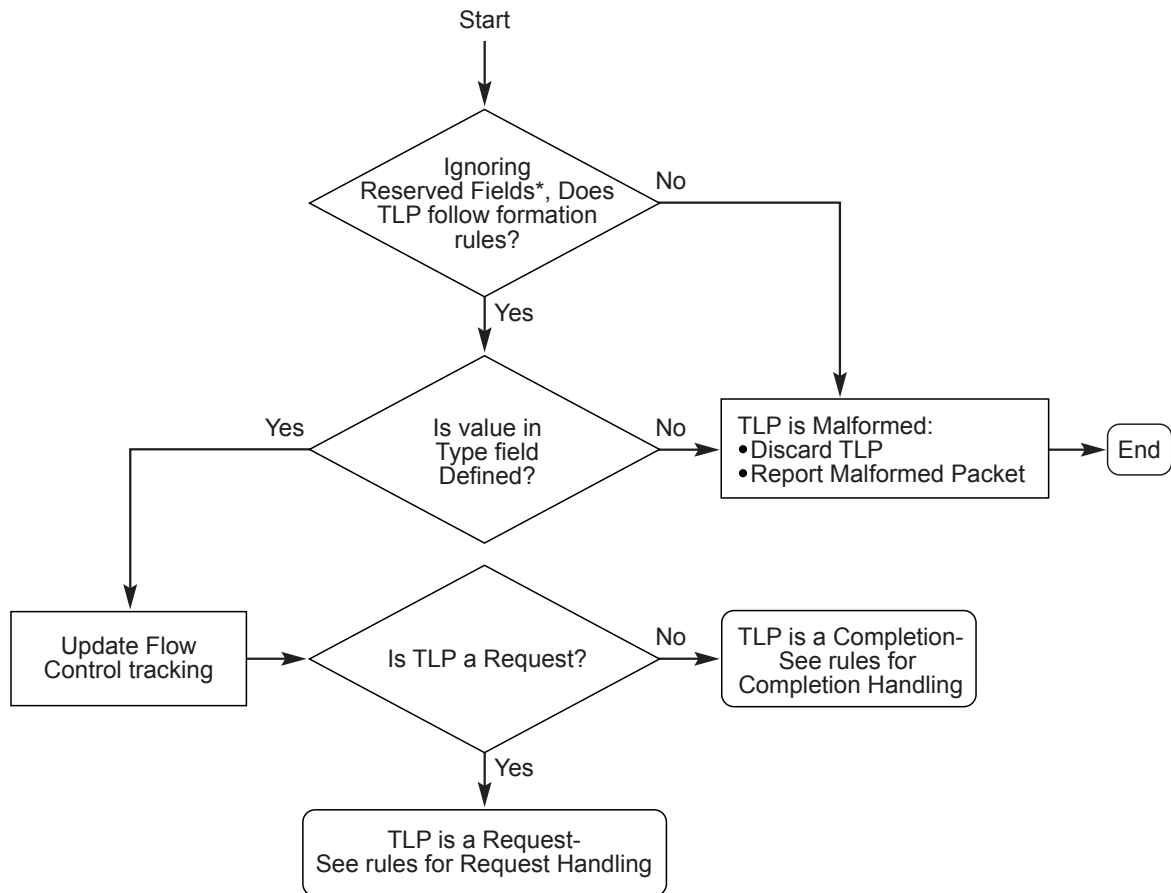 Start
Ignoring
Reserved Fields*, Does
TLP follow formation
rules?
No
Yes
Is value in
Type field
Defined?
Yes
No
TLP is Malformed:
•Discard TLP
•Report Malformed Packet
End
Update Flow
Control tracking
Is TLP a Request?
No
TLP is a Completion-
See rules for
Completion Handling
Yes
TLP is a Request-
See rules for Request Handling